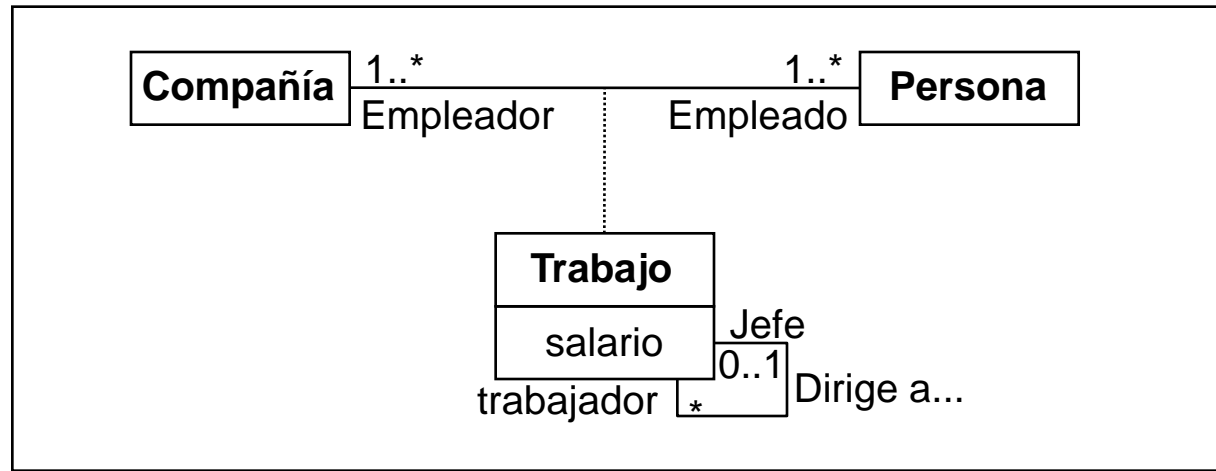 Compañía
1..*
Empleador
1..*
Empleado
Persona
Trabajo
salario
Jefe
0..1
Dirige a...
trabajador
*